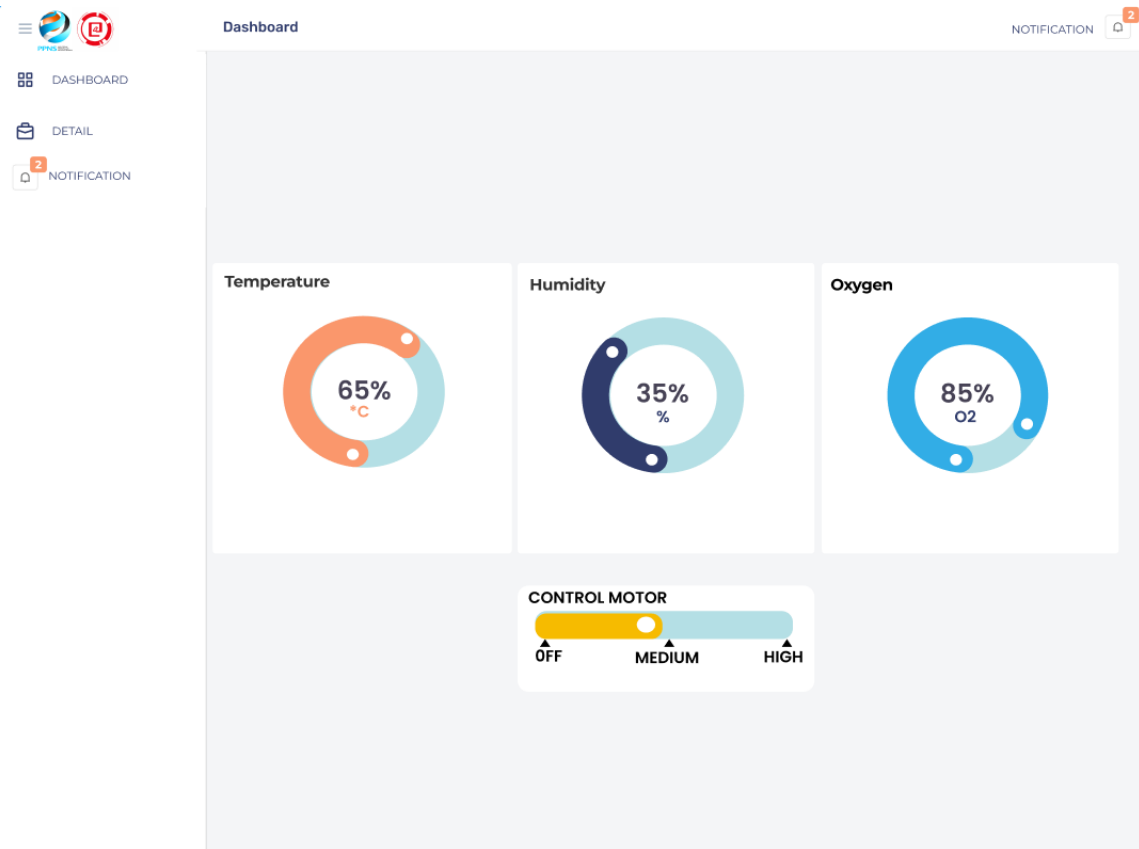 PPNS
Dashboard
NOTIFICATION
2
DASHBOARD
DETAIL
2
NOTIFICATION
Temperature
65%
*C
Humidity
35%
%
Oxygen
85%
O2
CONTROL MOTOR
0FF
MEDIUM
HIGH